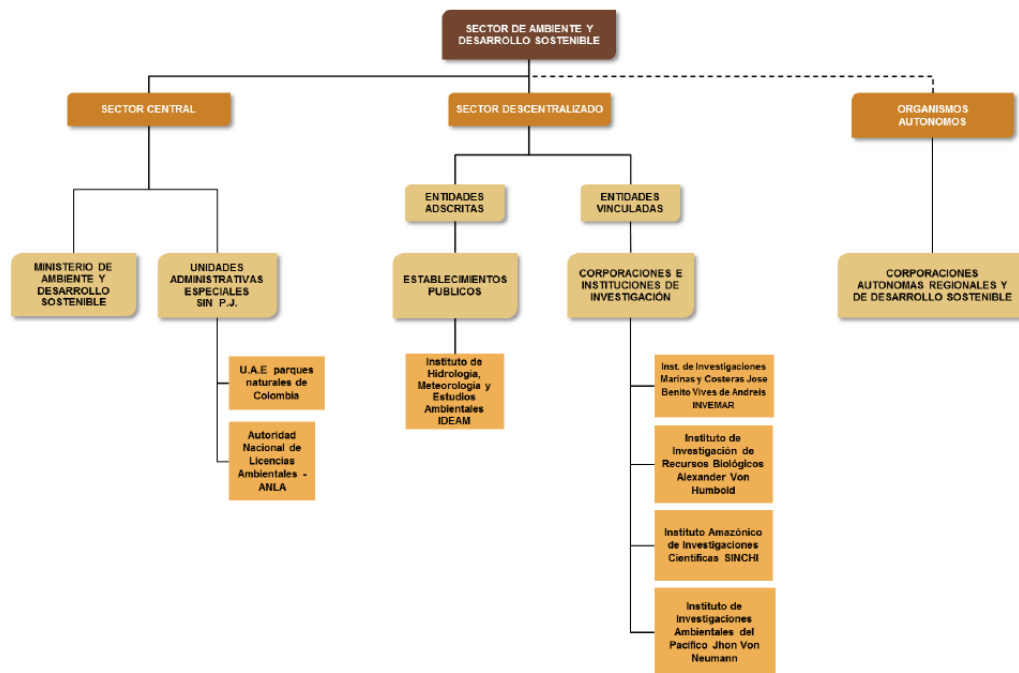 SECTOR DE AMBIENTE Y
DESARROLLO SOSTENIBLE
SECTOR CENTRAL
SECTOR DESCENTRALIZADO
ORGANISMOS
AUTONOMOS
ENTIDADES
ADSCRITAS
ENTIDADES
VINCULADAS
MINISTERIO DE
AMBIENTE Y
DESARROLLO
SOSTENIBLE
UNIDADES
ADMINISTRATIVAS
ESPECIALES
SIN P.J.
ESTABLECIMIENTOS
PUBLICOS
CORPORACIONES E
INSTITUCIONES DE
INVESTIGACIÓN
CORPORACIONES
AUTONOMAS REGIONALES Y
DE DESARROLLO SOSTENIBLE
U.A.E parques
naturales de
Colombia
Autoridad
Nacional de
Licencias
Ambientales -
ANLA
Instituto de
Hidrología,
Meteorología y
Estudios
Ambientales
IDEAM
Inst. de Investigaciones
Marinas y Costeras Jose
Benito Vives de Andreis
INVEMAR
Instituto de
Investigación de
Recursos Biológicos
Alexander Von
Humbold
Instituto Amazónico
de Investigaciones
Científicas SINCHI
Instituto de
Investigaciones
Ambientales del
Pacífico Jhon Von
Neumann